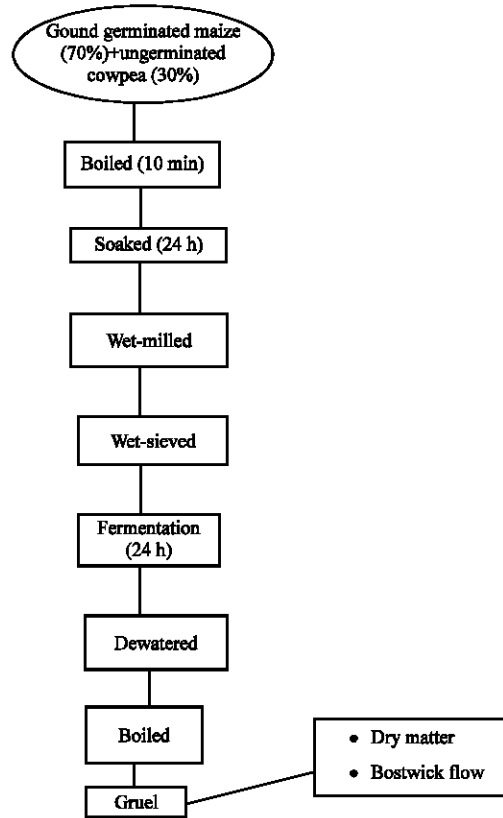 Gound germinated maize
(70%)+ungerminated
cowpea (30%)
Boiled (10 min)
Soaked (24 h)
Wet-milled
Wet-sieved
Fermentation
(24 h)
Dewatered
Boiled
Gruel
• Dry matter
• Bostwick flow